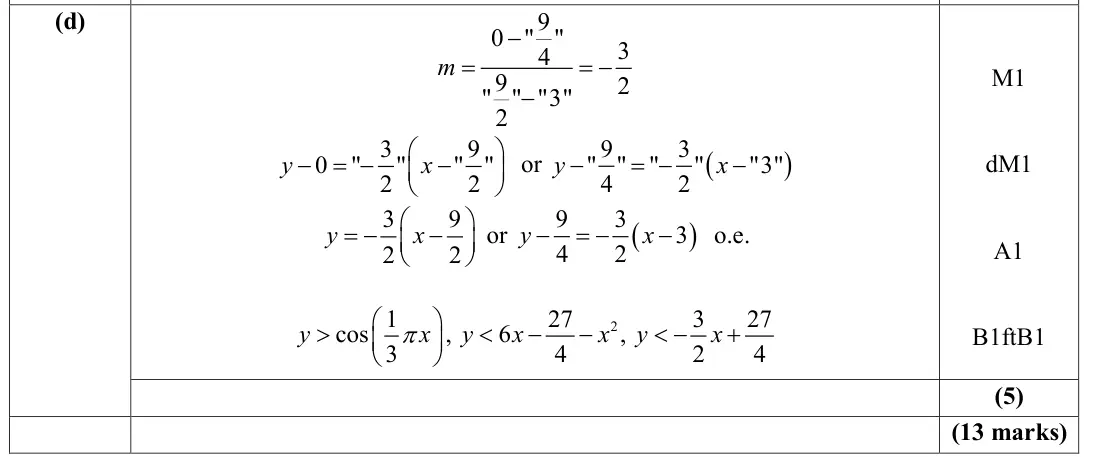 (d)
m = (0 − "9/4") / ("9/2" − "3") = −3/2
M1
y − 0 = "−3/2"(x − "9/2") or y − "9/4" = "−3/2"(x − "3")
dM1
y = −3/2(x − 9/2) or y − 9/4 = −3/2(x − 3) o.e.
A1
y > cos(1/3 πx), y < 6x − 27/4 − x², y < −3/2 x + 27/4
B1ftB1
(5)
(13 marks)